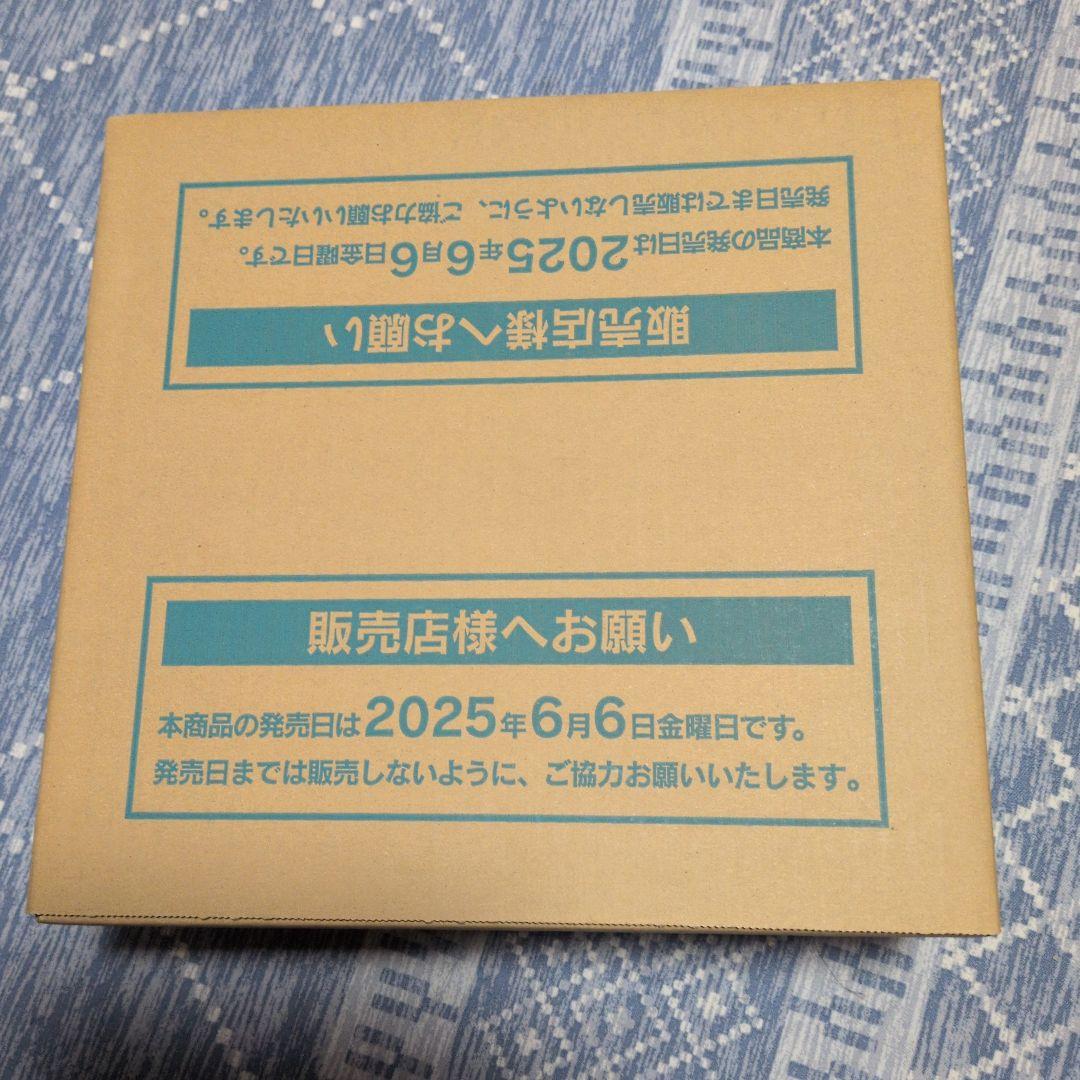 発売日までは販売しないように、ご協力お願いいたします。
本商品の発売日は2025年6月6日金曜日です。
販売店様へお願い
販売店様へお願い
本商品の発売日は2025年6月6日金曜日です。
発売日までは販売しないように、ご協力お願いいたします。